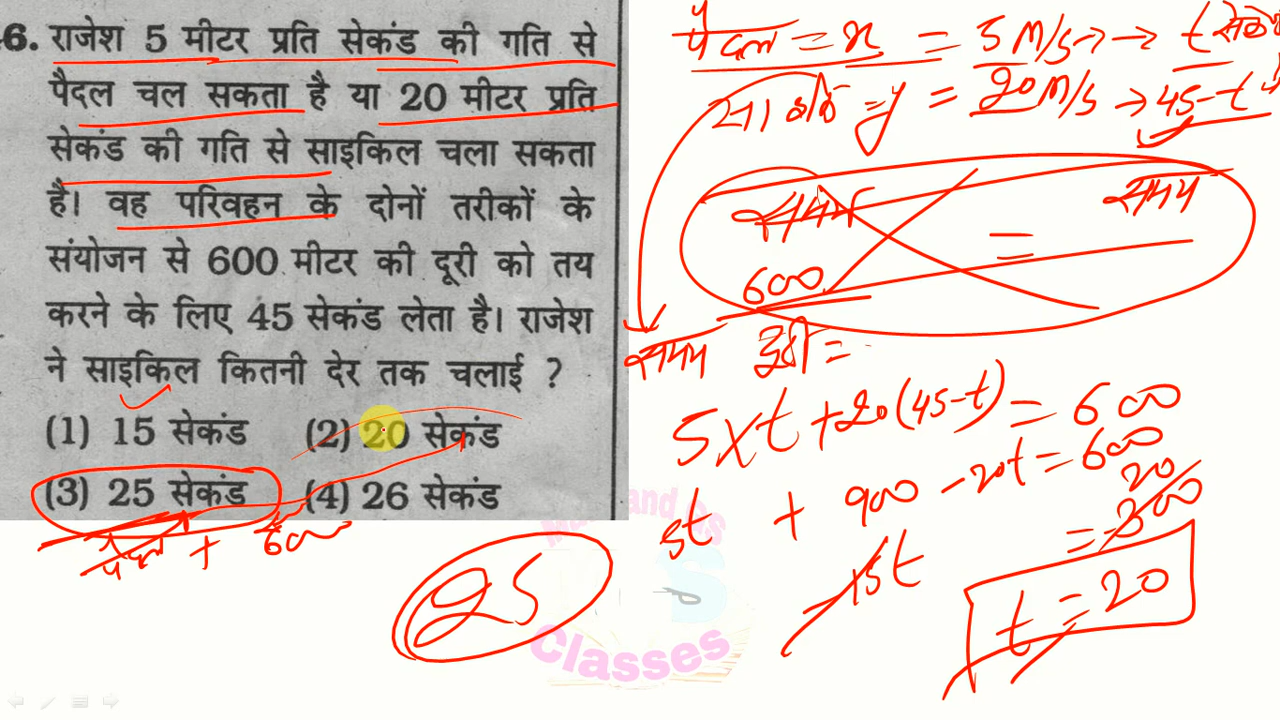 6. राजेश 5 मीटर प्रति सेकंड की गति से
पैदल चल सकता है या 20 मीटर प्रति
सेकंड की गति से साइकिल चला सकता
है। वह परिवहन के दोनों तरीकों के
संयोजन से 600 मीटर की दूरी को तय
करने के लिए 45 सेकंड लेता है। राजेश
ने साइकिल कितनी देर तक चलाई ?
(1) 15 सेकंड (2) 20 सेकंड
(3) 25 सेकंड (4) 26 सेकंड
पैदल + 600
25
पैदल = x = 5 M/s → → t
= y = 20 M/s → 45-t
समय = समय
600
समय दूरी =
5×t + 20(45-t) = 600
5t + 900 - 20t = 600
20
= 300
15t
t = 20
Classes